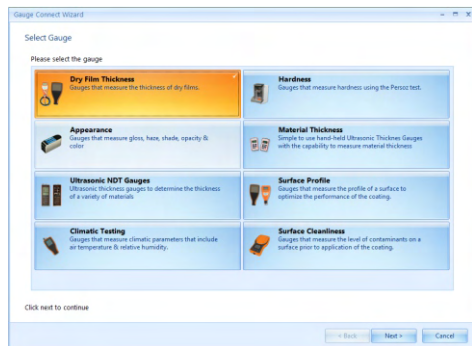 Gauge Connect Wizard
Select Gauge
Please select the gauge
Dry Film Thickness
Gauges that measure the thickness of dry films.
Hardness
Gauges that measure hardness using the Persoz test.
Appearance
Gauges that measure gloss, haze, shade, opacity &
color
Material Thickness
Simple to use hand-held Ultrasonic Thicknes Gauges
with the capability to measure material thickness
Ultrasonic NDT Gauges
Ultrasonic thickness gauges to determine the thickness
of a variety of materials
Surface Profile
Gauges that measure the profile of a surface to
optimize the performance of the coating.
Climatic Testing
Gauges that measure climatic parameters that include
air temperature & relative humidity.
Surface Cleanliness
Gauges that measure the level of contaminants on a
surface prior to application of the coating.
Click next to continue
< Back
Next >
Cancel